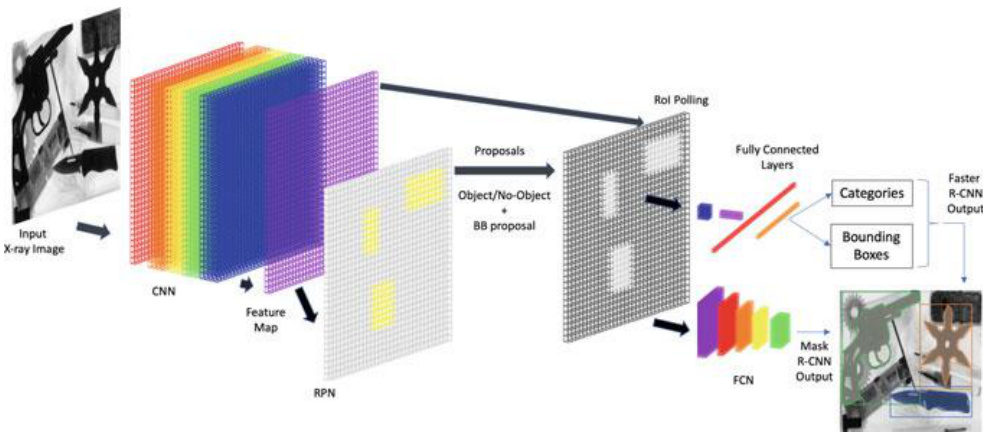 Input
X-ray Image
CNN
Feature
Map
RPN
Proposals
Object/No-Object
+
BB proposal
RoI Polling
Fully Connected
Layers
Categories
Bounding
Boxes
Faster
R-CNN
Output
FCN
Mask
R-CNN
Output